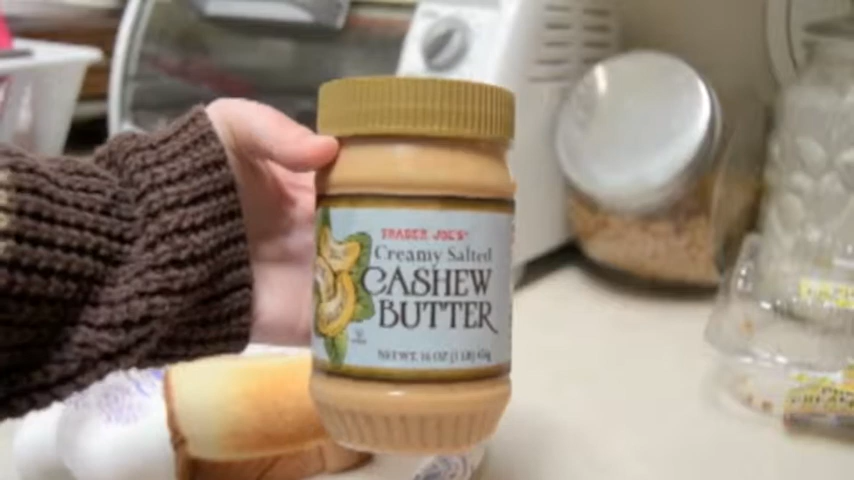 TRADER JOE'S
Creamy Salted
CASHEW
BUTTER
NET WT. 16 OZ (1 LB) 454g